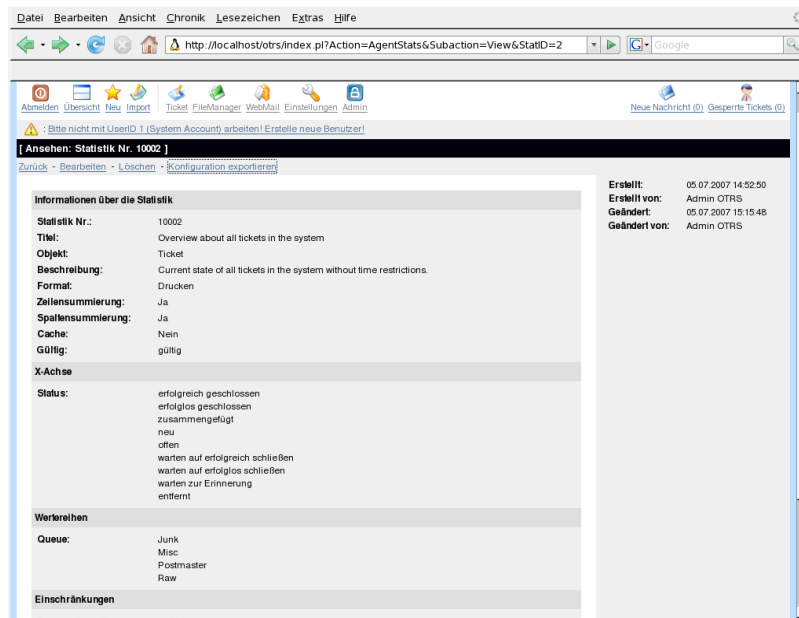 Datei Bearbeiten Ansicht Chronik Lesezeichen Extras Hilfe
http://localhost/otrs/index.pl?Action=AgentStats&Subaction=View&StatID=2
G Google
Abmelden Übersicht Neu Import Ticket FileManager WebMail Einstellungen Admin
Neue Nachricht (0) Gesperrte Tickets (0)
: Bitte nicht mit UserID 1 (System Account) arbeiten! Erstelle neue Benutzer!
[ Ansehen: Statistik Nr. 10002 ]
Zurück - Bearbeiten - Löschen - Konfiguration exportieren
Informationen über die Statistik
Statistik Nr.: 10002
Titel: Overview about all tickets in the system
Objekt: Ticket
Beschreibung: Current state of all tickets in the system without time restrictions.
Format: Drucken
Zeilensummierung: Ja
Spaltensummierung: Ja
Cache: Nein
Gültig: gültig
X-Achse
Status: erfolgreich geschlossen
erfolglos geschlossen
zusammengefügt
neu
offen
warten auf erfolgreich schließen
warten auf erfolglos schließen
warten zur Erinnerung
entfernt
Wertereihen
Queue: Junk
Misc
Postmaster
Raw
Einschränkungen
Erstellt: 05.07.2007 14:52:50
Erstellt von: Admin OTRS
Geändert: 05.07.2007 15:15:48
Geändert von: Admin OTRS